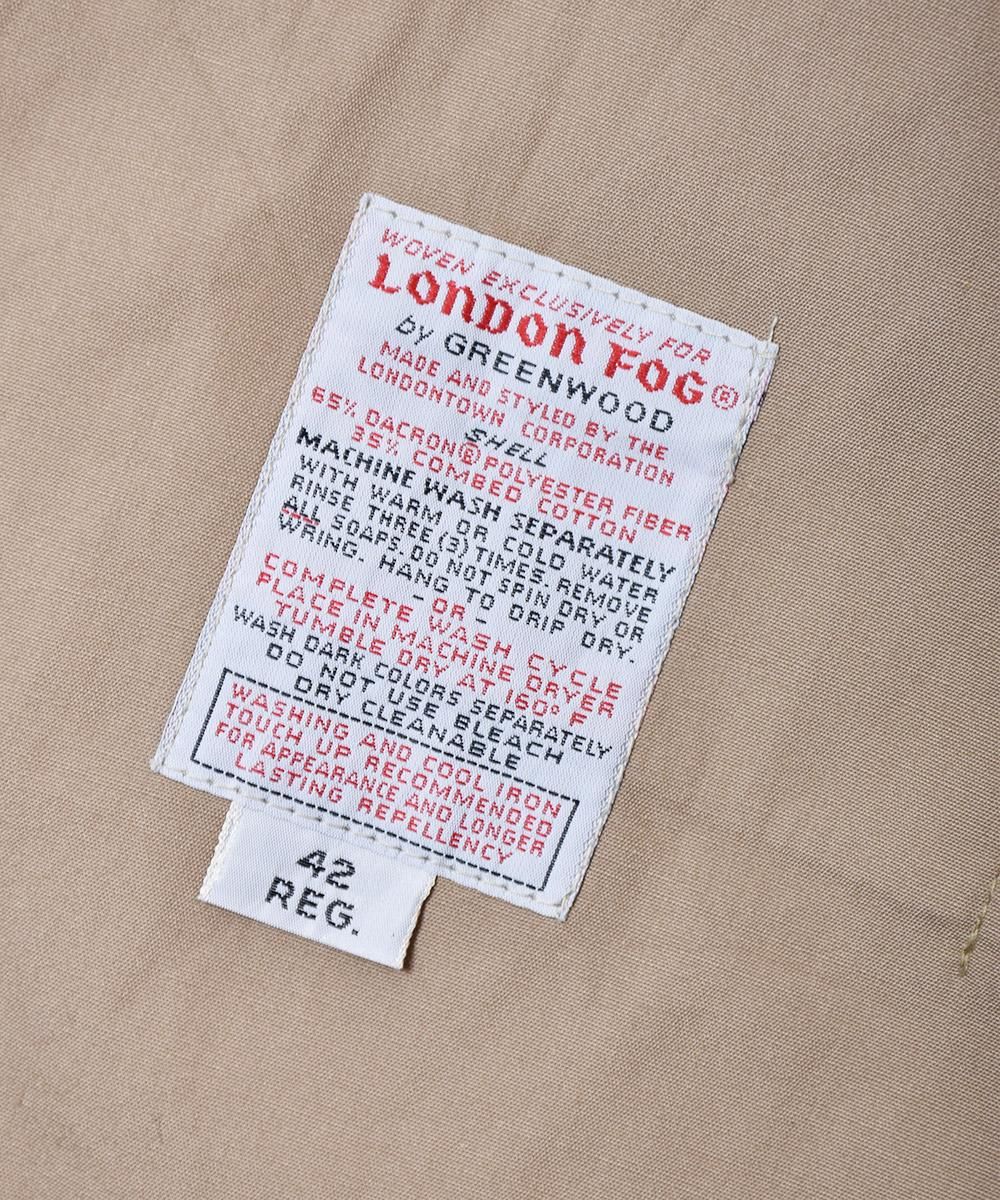 WOVEN EXCLUSIVELY FOR
LONDON FOG®
by GREENWOOD
MADE AND STYLED BY THE
LONDONTOWN CORPORATION
SHELL
65% DACRON® POLYESTER FIBER
35% COMBED COTTON
MACHINE WASH SEPARATELY
WITH WARM OR COLD WATER
RINSE THREE (3) TIMES. REMOVE
ALL SOAPS. DO NOT SPIN DRY OR
WRING. HANG TO DRIP DRY.
- OR -
COMPLETE WASH CYCLE
PLACE IN MACHINE DRYER
TUMBLE DRY AT 160° F
WASH DARK COLORS SEPARATELY
DO NOT USE BLEACH
DRY CLEANABLE
WASHING AND COOL IRON
TOUCH UP RECOMMENDED
FOR APPEARANCE AND LONGER
LASTING REPELLENCY
42
REG.